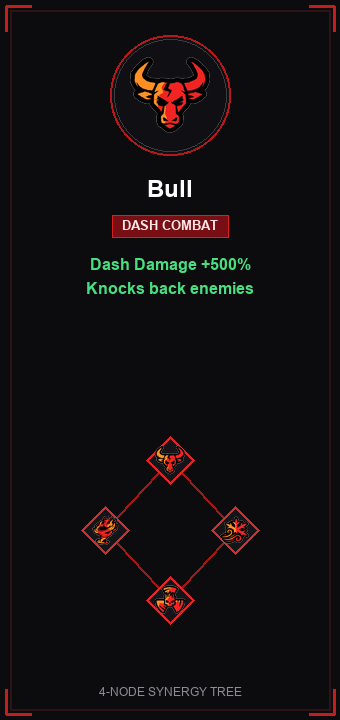 Bull
DASH COMBAT
Dash Damage +500%
Knocks back enemies
4-NODE SYNERGY TREE